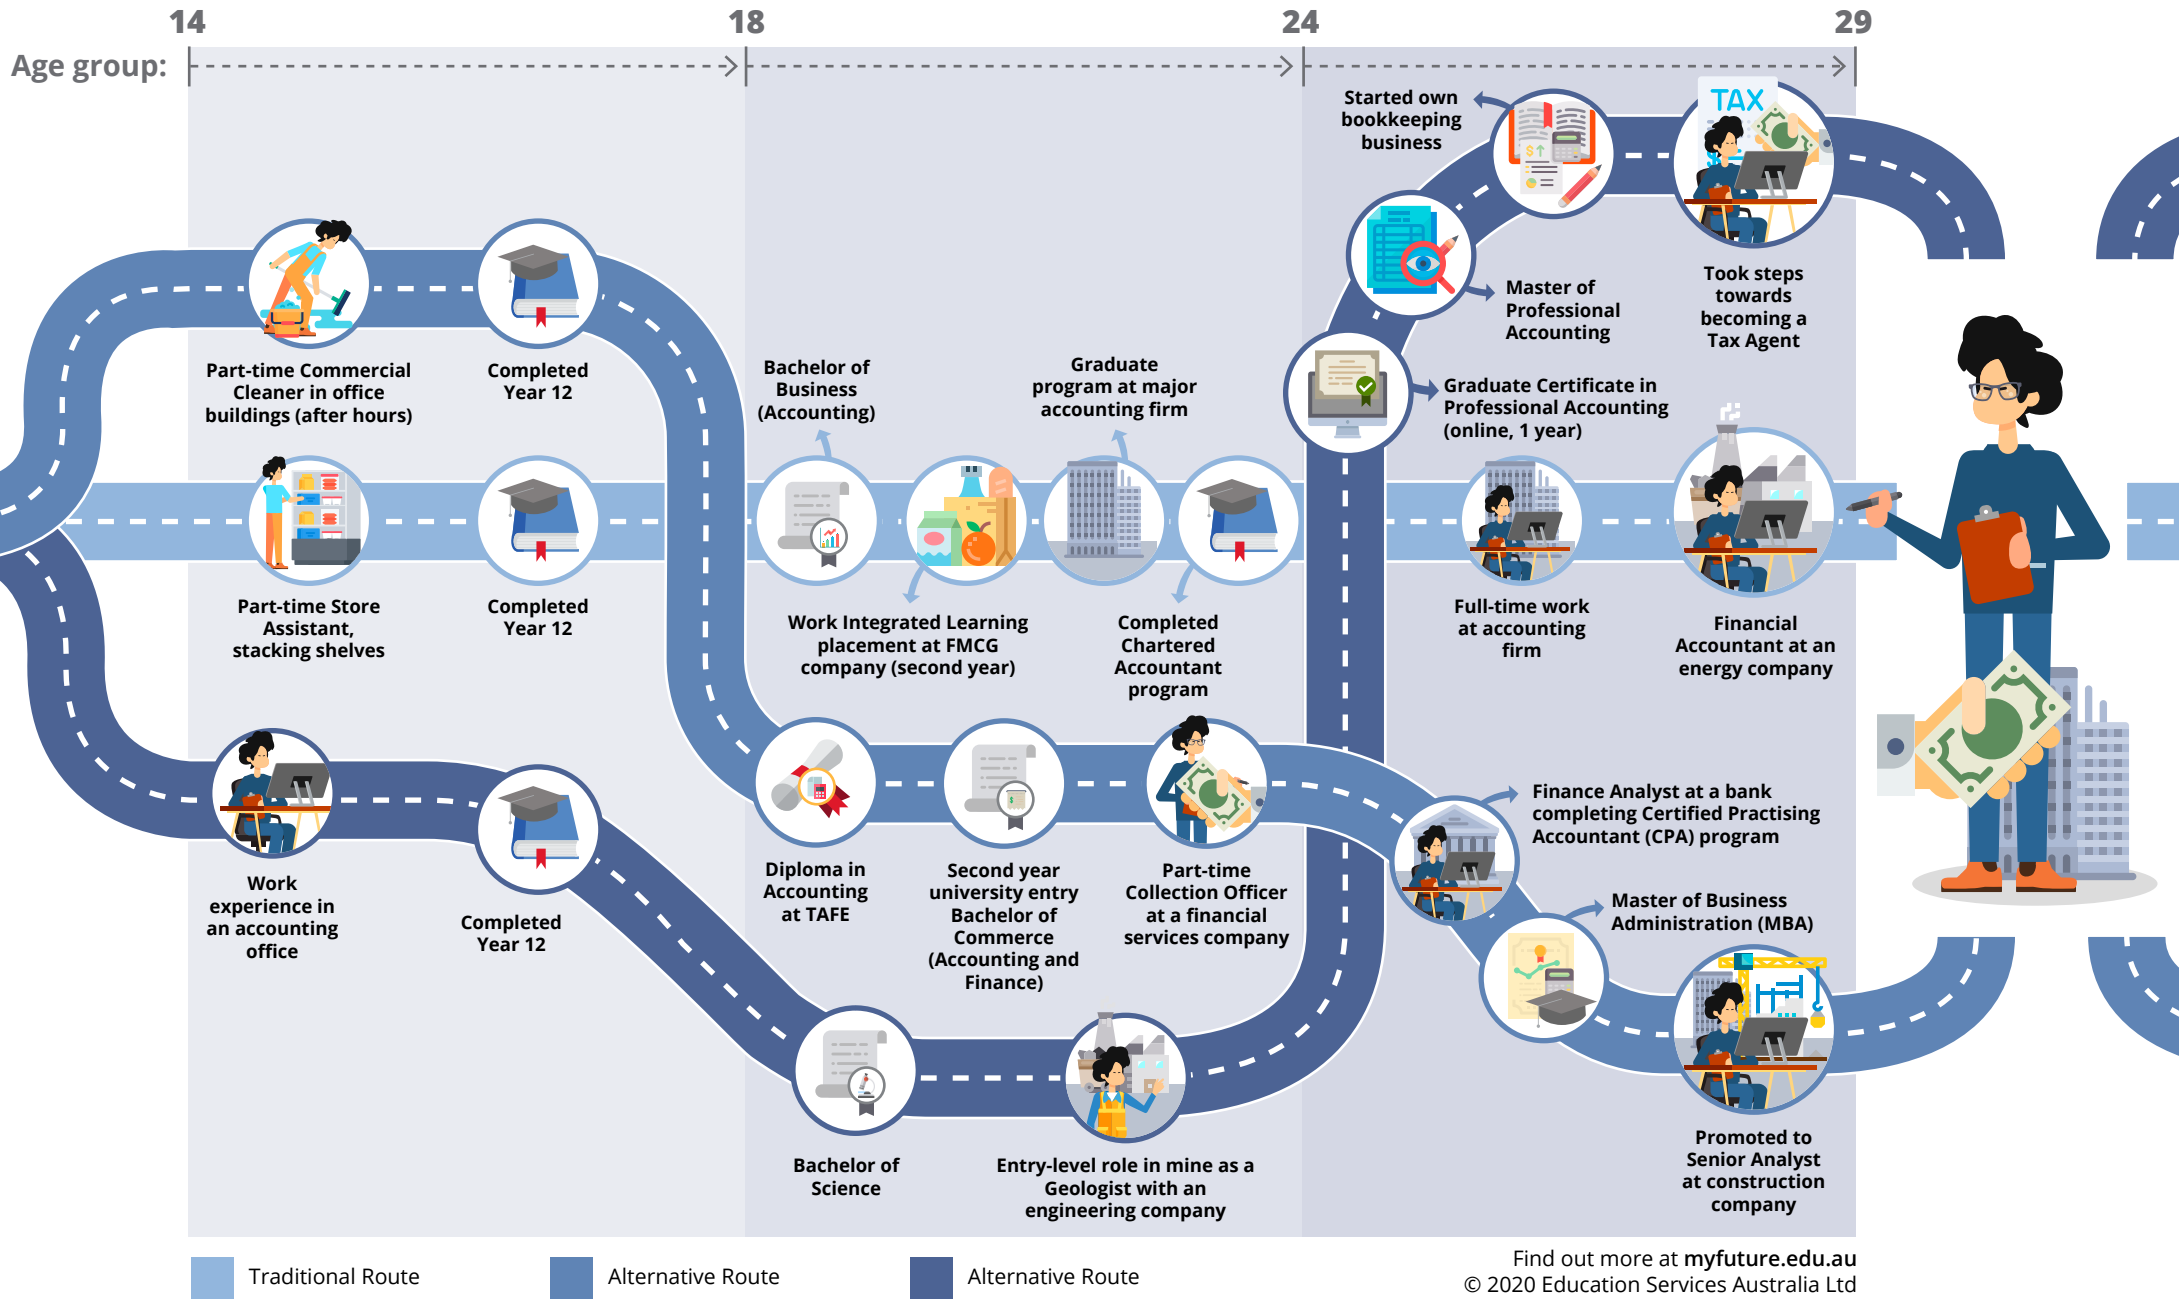 14
18
24
29
Age group:
Started own
bookkeeping
business
TAX
Master of
Professional
Accounting
Took steps
towards
becoming a
Tax Agent
Part-time Commercial
Cleaner in office
buildings (after hours)
Completed
Year 12
Bachelor of
Business
(Accounting)
Graduate
program at major
accounting firm
Graduate Certificate in
Professional Accounting
(online, 1 year)
Part-time Store
Assistant,
stacking shelves
Completed
Year 12
Work Integrated Learning
placement at FMCG
company (second year)
Completed
Chartered
Accountant
program
Full-time work
at accounting
firm
Financial
Accountant at an
energy company
Work
experience in
an accounting
office
Completed
Year 12
Diploma in
Accounting
at TAFE
Second year
university entry
Bachelor of
Commerce
(Accounting and
Finance)
Part-time
Collection Officer
at a financial
services company
Finance Analyst at a bank
completing Certified Practising
Accountant (CPA) program
Master of Business
Administration (MBA)
Bachelor of
Science
Entry-level role in mine as a
Geologist with an
engineering company
Promoted to
Senior Analyst
at construction
company
Traditional Route
Alternative Route
Alternative Route
Find out more at myfuture.edu.au
© 2020 Education Services Australia Ltd